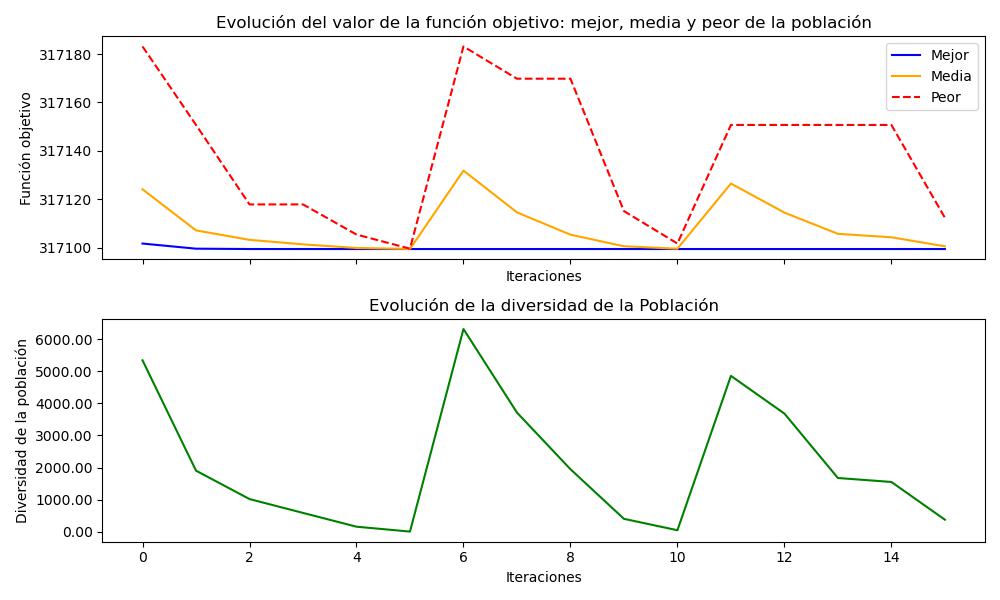 Evolución del valor de la función objetivo: mejor, media y peor de la población
317180
317160
317140
317120
317100
Función objetivo
Mejor
Media
Peor
Iteraciones
Evolución de la diversidad de la Población
6000.00
5000.00
4000.00
3000.00
2000.00
1000.00
0.00
Diversidad de la población
0 2 4 6 8 10 12 14
Iteraciones